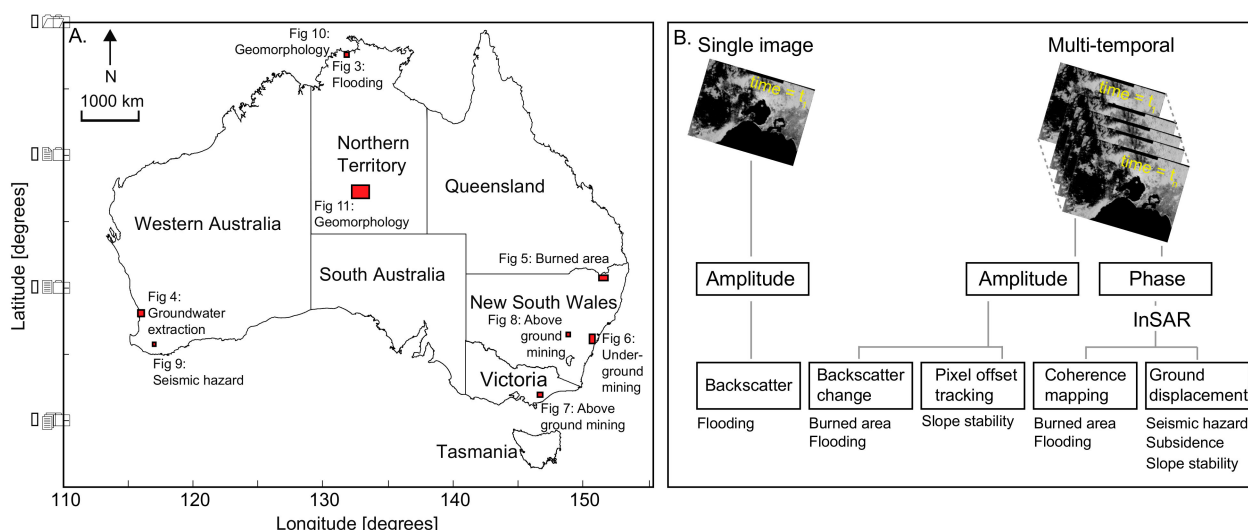 A.
N
1000 km
Fig 10:
Geomorphology
Fig 3:
Flooding
Northern
Territory
Fig 11:
Geomorphology
Queensland
Western Australia
South Australia
Fig 5: Burned area
New South Wales
Fig 4:
Groundwater
extraction
Fig 9:
Seismic hazard
Fig 8: Above
ground
mining
Fig 6:
Under-
ground
mining
Victoria
Fig 7: Above
ground mining
Tasmania
Latitude [degrees]
110 120 130 140 150
Longitude [degrees]
B.
Single image
Multi-temporal
time = t
time = t
time = t
Amplitude
Amplitude
Phase
InSAR
Backscatter
Flooding
Backscatter
change
Burned area
Flooding
Pixel offset
tracking
Slope stability
Coherence
mapping
Burned area
Flooding
Ground
displacement
Seismic hazard
Subsidence
Slope stability